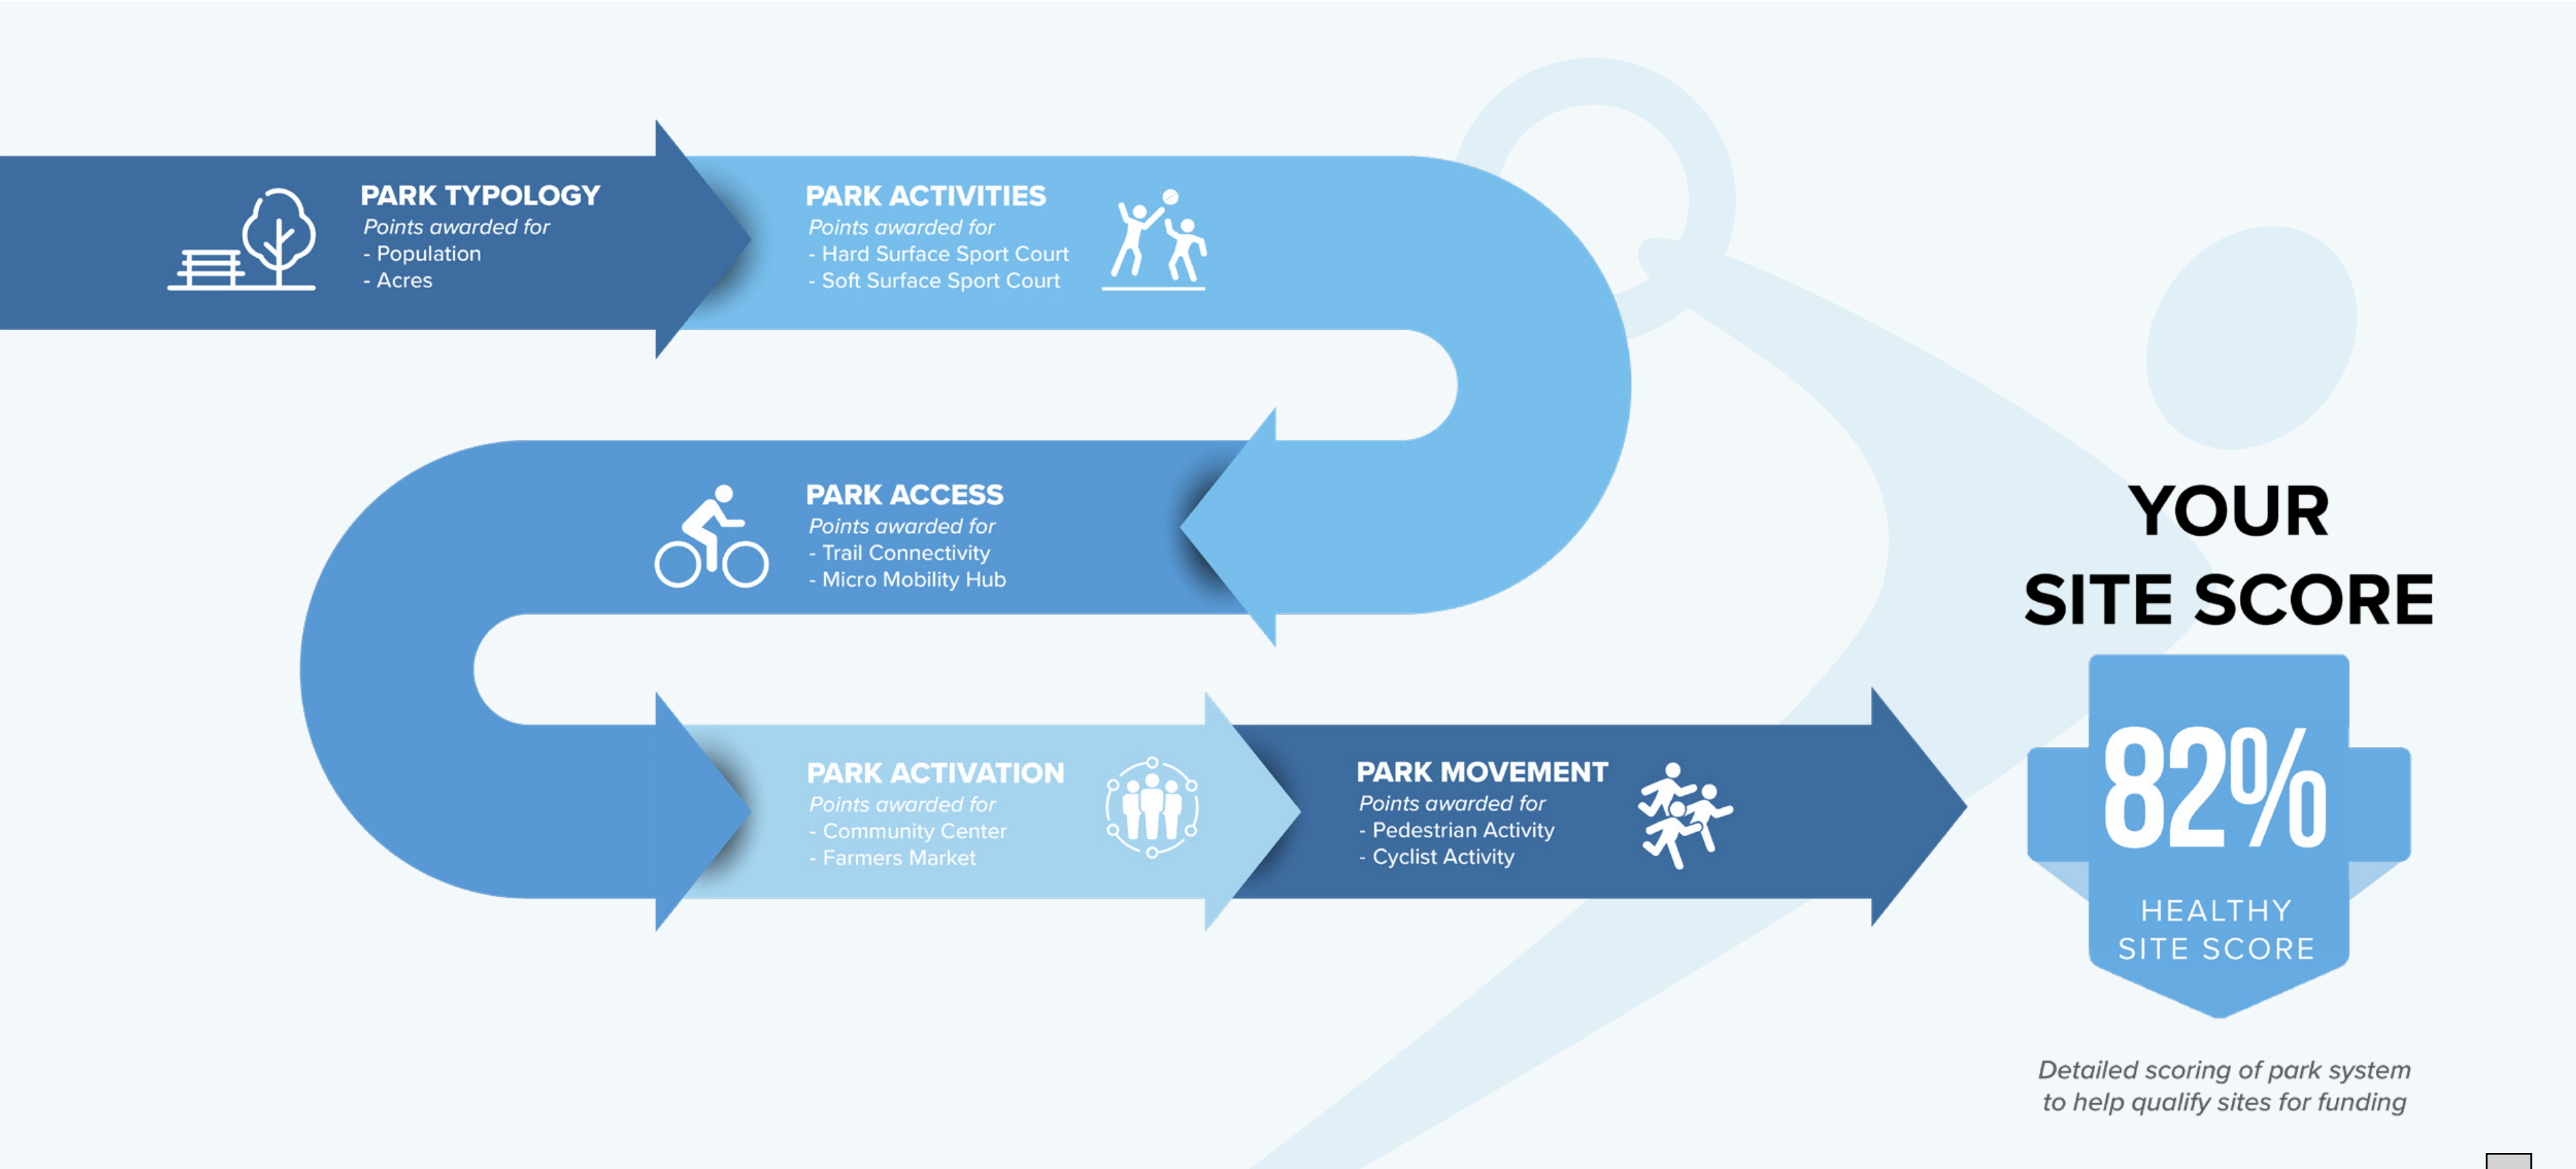 PARK TYPOLOGY
Points awarded for
- Population
- Acres
PARK ACTIVITIES
Points awarded for
- Hard Surface Sport Court
- Soft Surface Sport Court
PARK ACCESS
Points awarded for
- Trail Connectivity
- Micro Mobility Hub
PARK ACTIVATION
Points awarded for
- Community Center
- Farmers Market
PARK MOVEMENT
Points awarded for
- Pedestrian Activity
- Cyclist Activity
YOUR
SITE SCORE
82%
HEALTHY
SITE SCORE
Detailed scoring of park system
to help qualify sites for funding